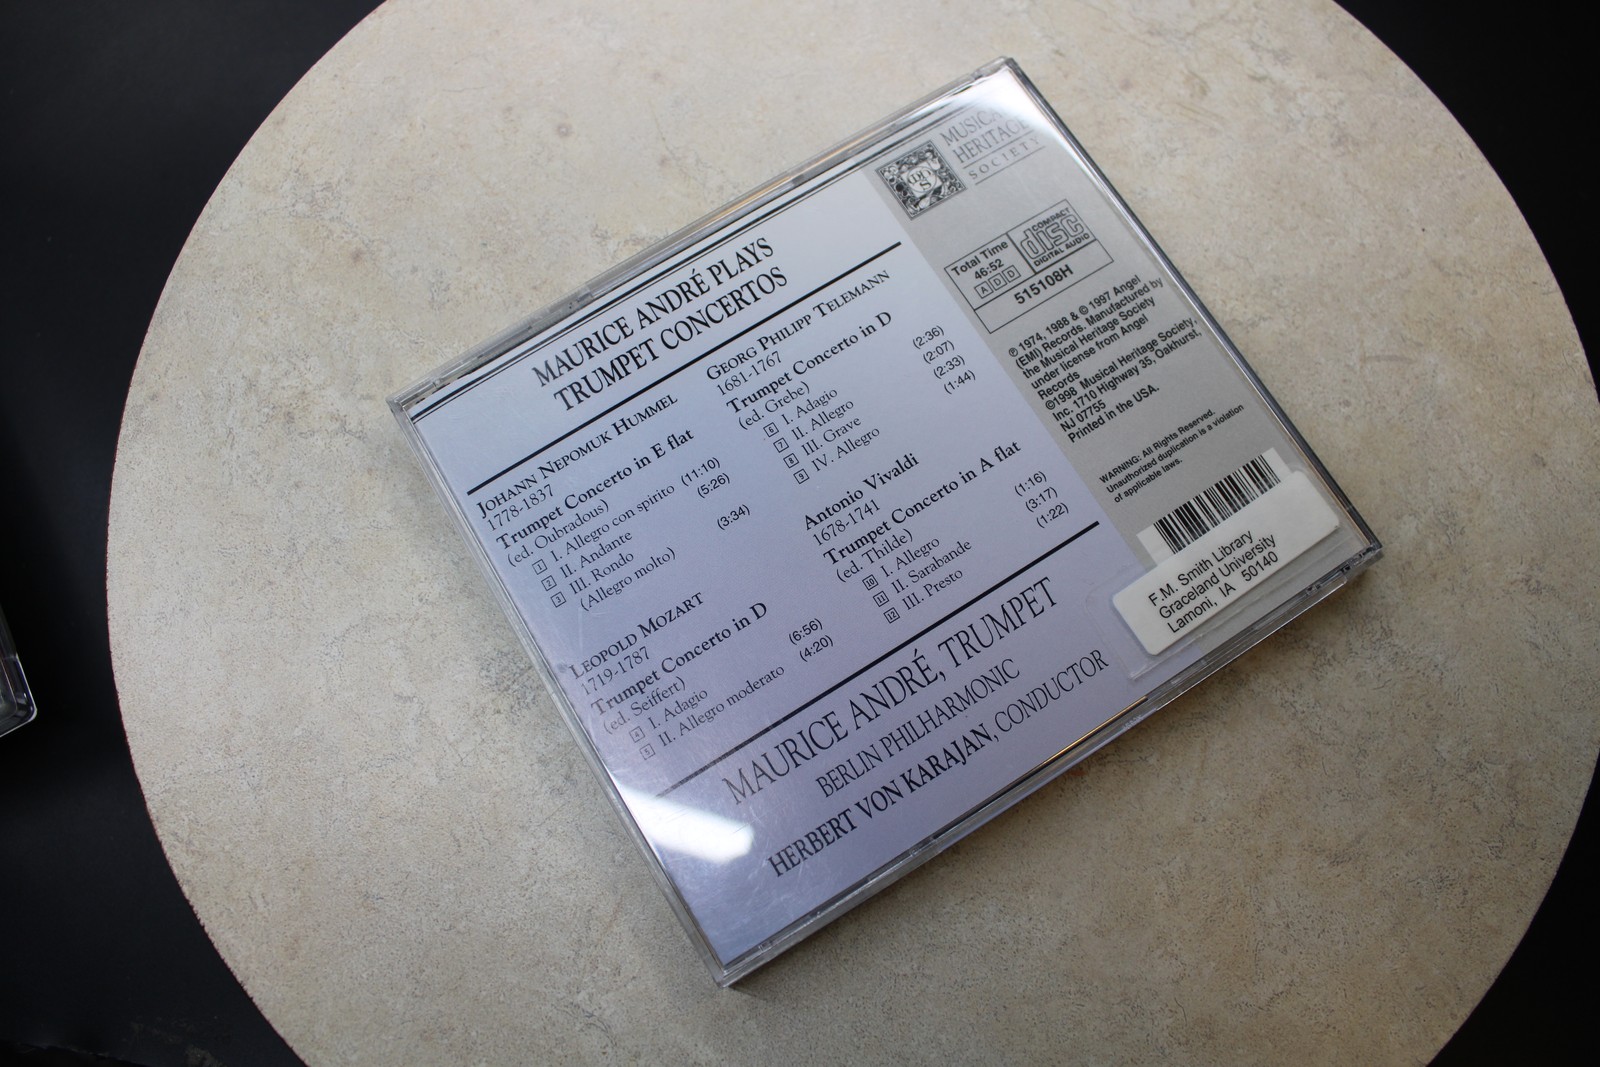 MAURICE ANDRÉ PLAYS
TRUMPET CONCERTOS
JOHANN NEPOMUK HUMMEL
1778-1837
Trumpet Concerto in E flat
(ed. Oubradous)
1 I. Allegro con spirito (11:10)
2 II. Andante (5:26)
3 III. Rondo (3:34)
(Allegro molto)
LEOPOLD MOZART
1719-1787
Trumpet Concerto in D
(ed. Seiffert)
4 I. Adagio (6:56)
5 II. Allegro moderato (4:20)
GEORG PHILIPP TELEMANN
1681-1767
Trumpet Concerto in D
(ed. Grebe)
6 I. Adagio (2:36)
7 II. Allegro (2:07)
8 III. Grave (2:33)
9 IV. Allegro (1:44)
Antonio Vivaldi
1678-1741
Trumpet Concerto in A flat
(ed. Thilde)
10 I. Allegro (1:16)
11 II. Sarabande (3:17)
12 III. Presto (1:22)
MAURICE ANDRÉ, TRUMPET
BERLIN PHILHARMONIC
HERBERT VON KARAJAN, CONDUCTOR
MUSICA
HERITAGE
SOCIETY
Total Time
46:52
A D D
COMPACT
disc
DIGITAL AUDIO
515108H
℗ 1974, 1988 & © 1997 Angel
(EMI) Records. Manufactured by
the Musical Heritage Society
under license from Angel
Records
©1998 Musical Heritage Society,
Inc. 1710 Highway 35, Oakhurst,
NJ 07755
Printed in the USA.
WARNING: All Rights Reserved.
Unauthorized duplication is a violation
of applicable laws.
F.M. Smith Library
Graceland University
Lamoni, IA 50140